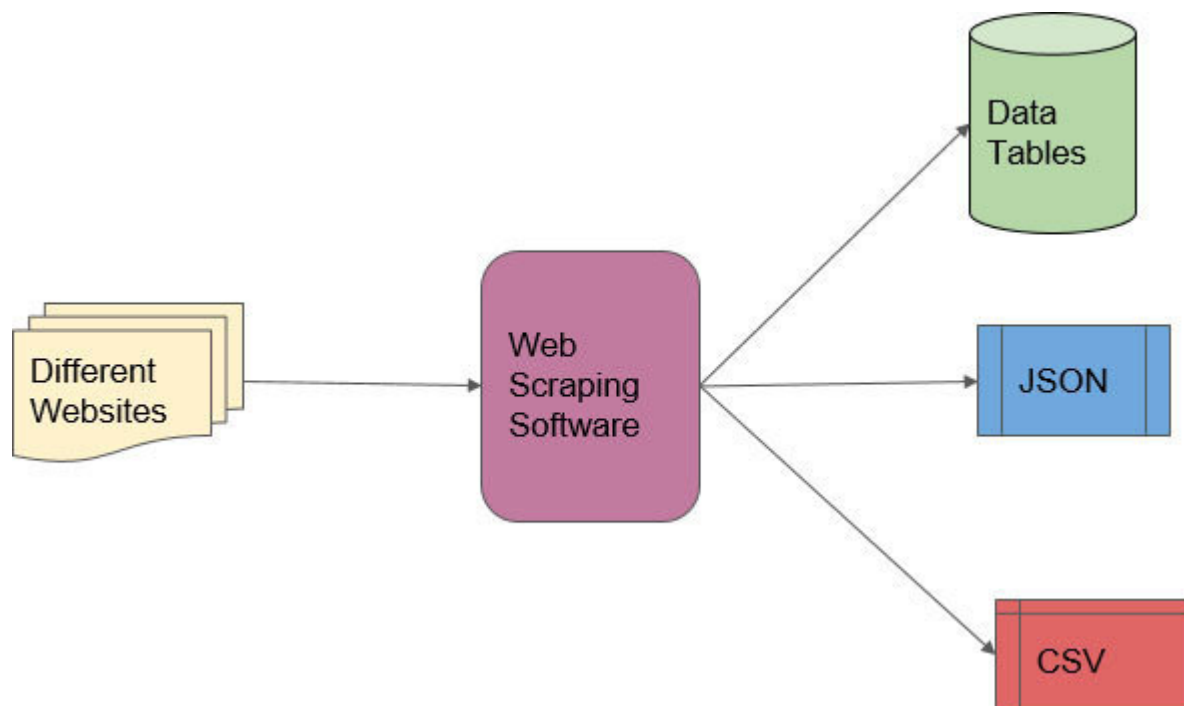 Different
Websites
Web
Scraping
Software
Data
Tables
JSON
CSV